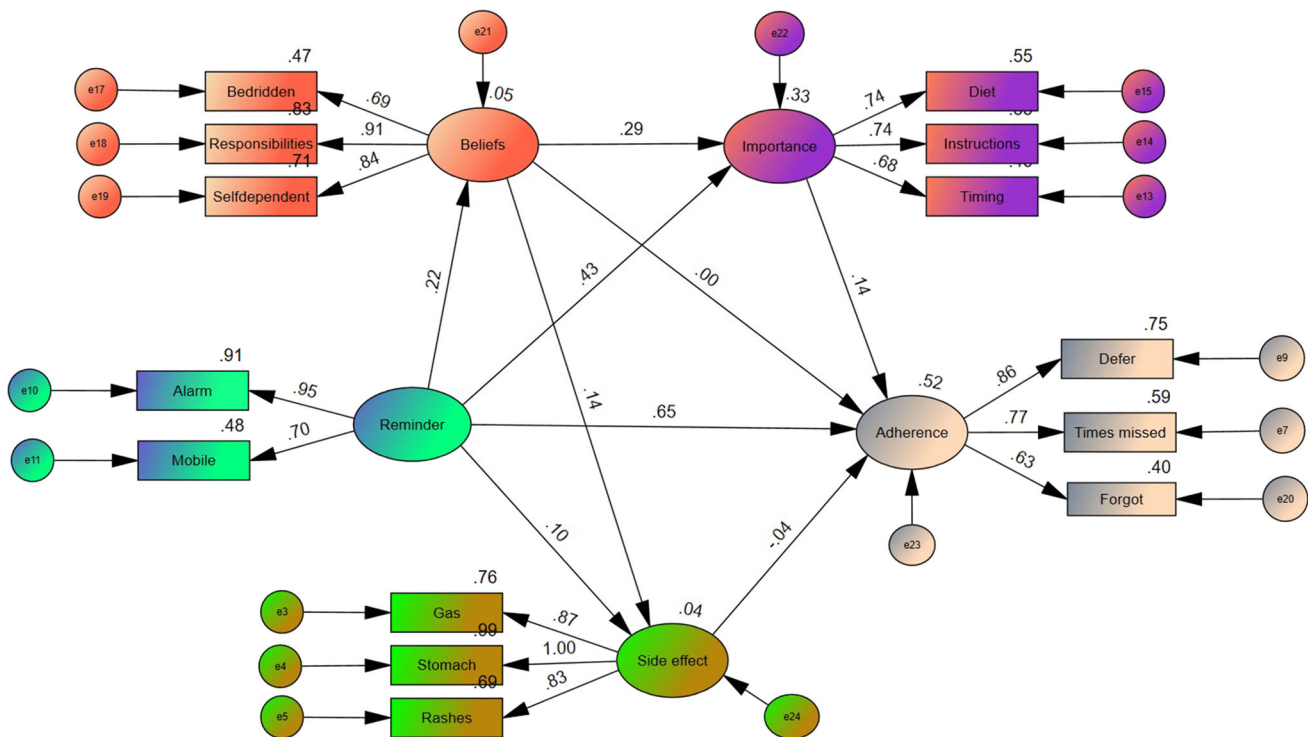 e21
e22
.47
.55
e17
Bedridden
.69
.05
.33
.74
Diet
e15
.83
e18
Responsibilities
.91
Beliefs
.29
Importance
.74
Instructions
e14
.71
e19
Selfdependent
.84
.68
Timing
e13
.22
.43
.00
.14
.14
.75
Defer
e9
.86
.91
e10
Alarm
.95
.52
.59
Reminder
.65
Adherence
.77
Times missed
e7
.48
e11
Mobile
.70
.63
.40
Forgot
e20
.10
-.04
e23
.76
e3
Gas
.87
.04
.99
e4
Stomach
1.00
Side effect
.69
e5
Rashes
.83
e24